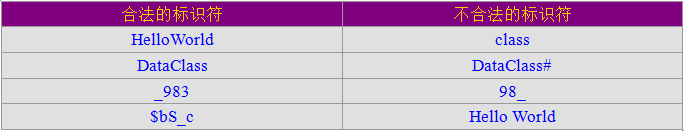 合法的标识符 不合法的标识符
HelloWorld class
DataClass DataClass#
_983 98_
$bS_c Hello World